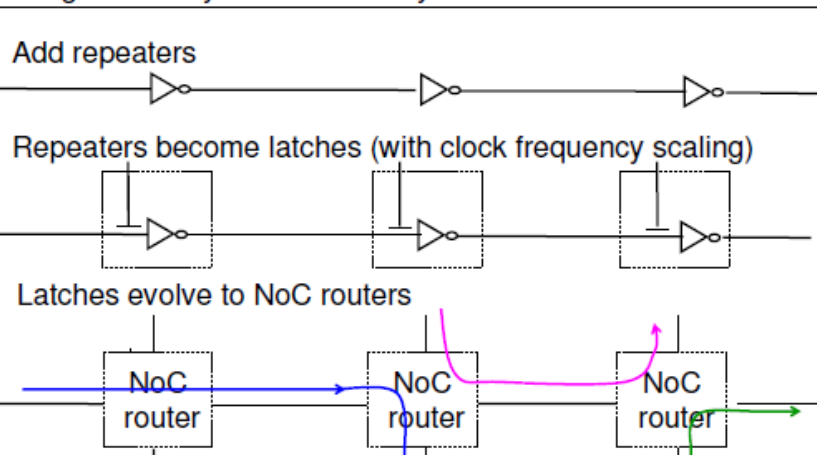 Add repeaters
Repeaters become latches (with clock frequency scaling)
Latches evolve to NoC routers
NoC
router
NoC
router
NoC
router